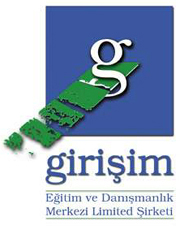 g
girişim
Eğitim ve Danışmanlık
Merkezi Limited Şirketi